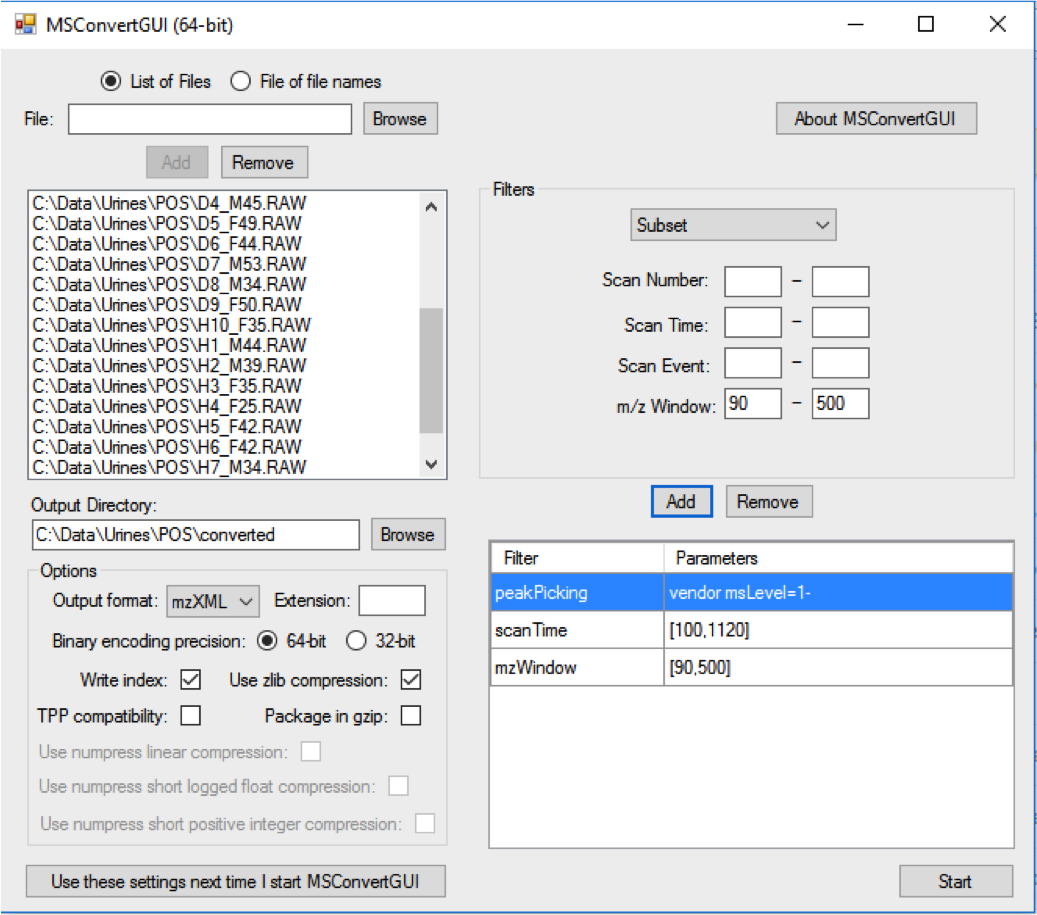 MSConvertGUI (64-bit)
List of Files File of file names
File: Browse
About MSConvertGUI
Add Remove
C:\Data\Urines\POS\D4_M45.RAW
C:\Data\Urines\POS\D5_F49.RAW
C:\Data\Urines\POS\D6_F44.RAW
C:\Data\Urines\POS\D7_M53.RAW
C:\Data\Urines\POS\D8_M34.RAW
C:\Data\Urines\POS\D9_F50.RAW
C:\Data\Urines\POS\H10_F35.RAW
C:\Data\Urines\POS\H1_M44.RAW
C:\Data\Urines\POS\H2_M39.RAW
C:\Data\Urines\POS\H3_F35.RAW
C:\Data\Urines\POS\H4_F25.RAW
C:\Data\Urines\POS\H5_F42.RAW
C:\Data\Urines\POS\H6_F42.RAW
C:\Data\Urines\POS\H7_M34.RAW
Output Directory:
C:\Data\Urines\POS\converted Browse
Options
Output format: mzXML Extension:
Binary encoding precision: 64-bit 32-bit
Write index: Use zlib compression:
TPP compatibility: Package in gzip:
Use numpress linear compression:
Use numpress short logged float compression:
Use numpress short positive integer compression:
Use these settings next time I start MSConvertGUI
Filters
Subset
Scan Number: -
Scan Time: -
Scan Event: -
m/z Window: 90 - 500
Add Remove
Filter Parameters
peakPicking vendor msLevel=1-
scanTime [100,1120]
mzWindow [90,500]
Start